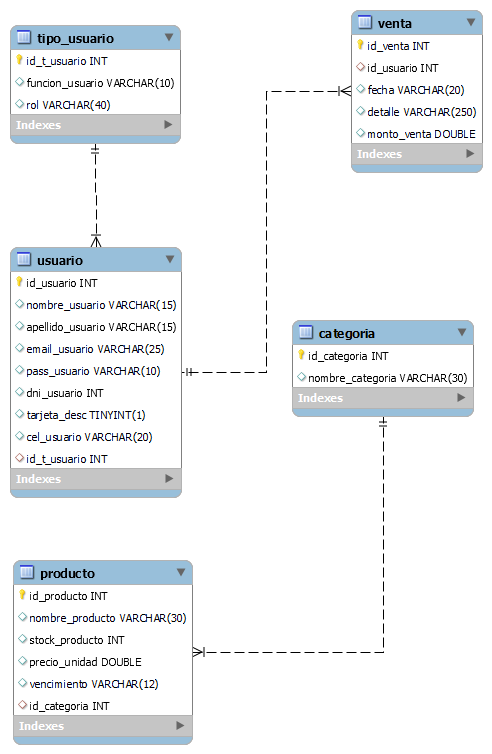 tipo_usuario
id_t_usuario INT
funcion_usuario VARCHAR(10)
rol VARCHAR(40)
Indexes
venta
id_venta INT
id_usuario INT
fecha VARCHAR(20)
detalle VARCHAR(250)
monto_venta DOUBLE
Indexes
usuario
id_usuario INT
nombre_usuario VARCHAR(15)
apellido_usuario VARCHAR(15)
email_usuario VARCHAR(25)
pass_usuario VARCHAR(10)
dni_usuario INT
tarjeta_desc TINYINT(1)
cel_usuario VARCHAR(20)
id_t_usuario INT
Indexes
categoria
id_categoria INT
nombre_categoria VARCHAR(30)
Indexes
producto
id_producto INT
nombre_producto VARCHAR(30)
stock_producto INT
precio_unidad DOUBLE
vencimiento VARCHAR(12)
id_categoria INT
Indexes